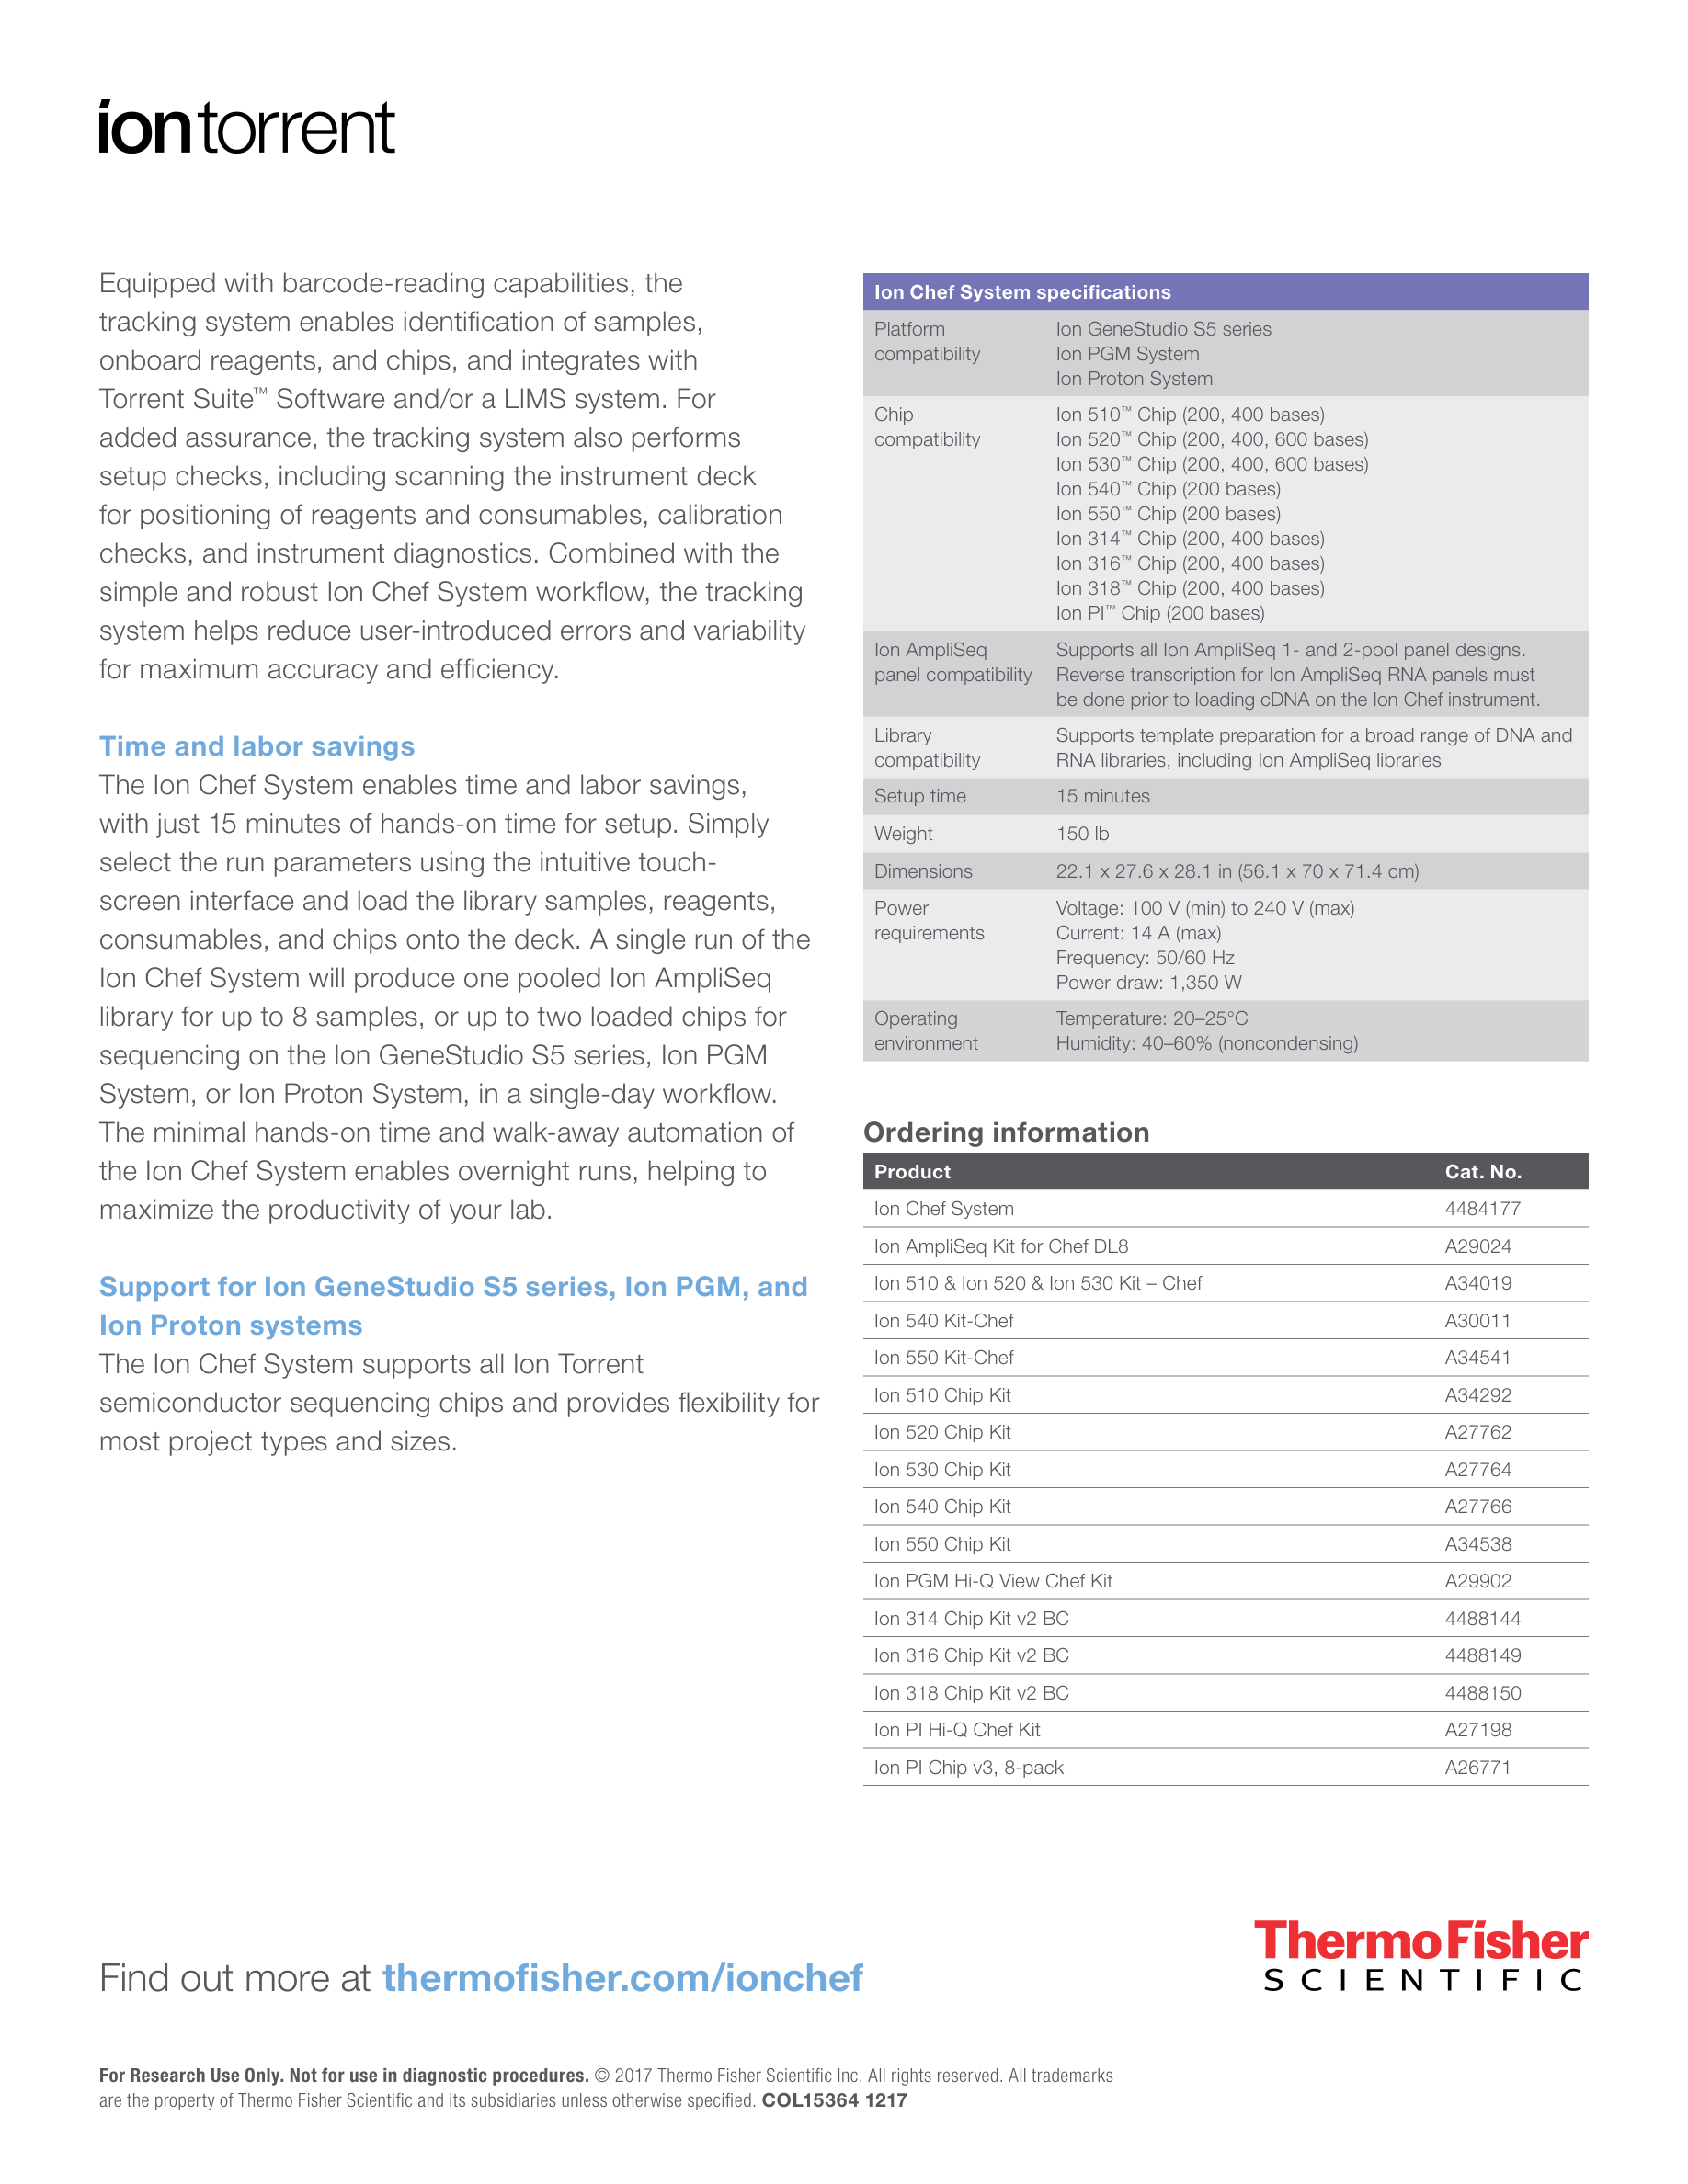 iontorrent
Equipped with barcode-reading capabilities, the
tracking system enables identification of samples,
onboard reagents, and chips, and integrates with
Torrent Suite™ Software and/or a LIMS system. For
added assurance, the tracking system also performs
setup checks, including scanning the instrument deck
for positioning of reagents and consumables, calibration
checks, and instrument diagnostics. Combined with the
simple and robust Ion Chef System workflow, the tracking
system helps reduce user-introduced errors and variability
for maximum accuracy and efficiency.
Time and labor savings
The Ion Chef System enables time and labor savings,
with just 15 minutes of hands-on time for setup. Simply
select the run parameters using the intuitive touch-
screen interface and load the library samples, reagents,
consumables, and chips onto the deck. A single run of the
Ion Chef System will produce one pooled Ion AmpliSeq
library for up to 8 samples, or up to two loaded chips for
sequencing on the Ion GeneStudio S5 series, Ion PGM
System, or Ion Proton System, in a single-day workflow.
The minimal hands-on time and walk-away automation of
the Ion Chef System enables overnight runs, helping to
maximize the productivity of your lab.
Support for Ion GeneStudio S5 series, Ion PGM, and
Ion Proton systems
The Ion Chef System supports all Ion Torrent
semiconductor sequencing chips and provides flexibility for
most project types and sizes.
Ion Chef System specifications
Platform Ion GeneStudio S5 series
compatibility Ion PGM System
Ion Proton System
Chip Ion 510™ Chip (200, 400 bases)
compatibility Ion 520™ Chip (200, 400, 600 bases)
Ion 530™ Chip (200, 400, 600 bases)
Ion 540™ Chip (200 bases)
Ion 550™ Chip (200 bases)
Ion 314™ Chip (200, 400 bases)
Ion 316™ Chip (200, 400 bases)
Ion 318™ Chip (200, 400 bases)
Ion PI™ Chip (200 bases)
Ion AmpliSeq Supports all Ion AmpliSeq 1- and 2-pool panel designs.
panel compatibility Reverse transcription for Ion AmpliSeq RNA panels must
be done prior to loading cDNA on the Ion Chef instrument.
Library Supports template preparation for a broad range of DNA and
compatibility RNA libraries, including Ion AmpliSeq libraries
Setup time 15 minutes
Weight 150 lb
Dimensions 22.1 x 27.6 x 28.1 in (56.1 x 70 x 71.4 cm)
Power Voltage: 100 V (min) to 240 V (max)
requirements Current: 14 A (max)
Frequency: 50/60 Hz
Power draw: 1,350 W
Operating Temperature: 20–25°C
environment Humidity: 40–60% (noncondensing)
Ordering information
Product Cat. No.
Ion Chef System 4484177
Ion AmpliSeq Kit for Chef DL8 A29024
Ion 510 & Ion 520 & Ion 530 Kit – Chef A34019
Ion 540 Kit-Chef A30011
Ion 550 Kit-Chef A34541
Ion 510 Chip Kit A34292
Ion 520 Chip Kit A27762
Ion 530 Chip Kit A27764
Ion 540 Chip Kit A27766
Ion 550 Chip Kit A34538
Ion PGM Hi-Q View Chef Kit A29902
Ion 314 Chip Kit v2 BC 4488144
Ion 316 Chip Kit v2 BC 4488149
Ion 318 Chip Kit v2 BC 4488150
Ion PI Hi-Q Chef Kit A27198
Ion PI Chip v3, 8-pack A26771
Find out more at thermofisher.com/ionchef
ThermoFisher
SCIENTIFIC
For Research Use Only. Not for use in diagnostic procedures. © 2017 Thermo Fisher Scientific Inc. All rights reserved. All trademarks
are the property of Thermo Fisher Scientific and its subsidiaries unless otherwise specified. COL15364 1217